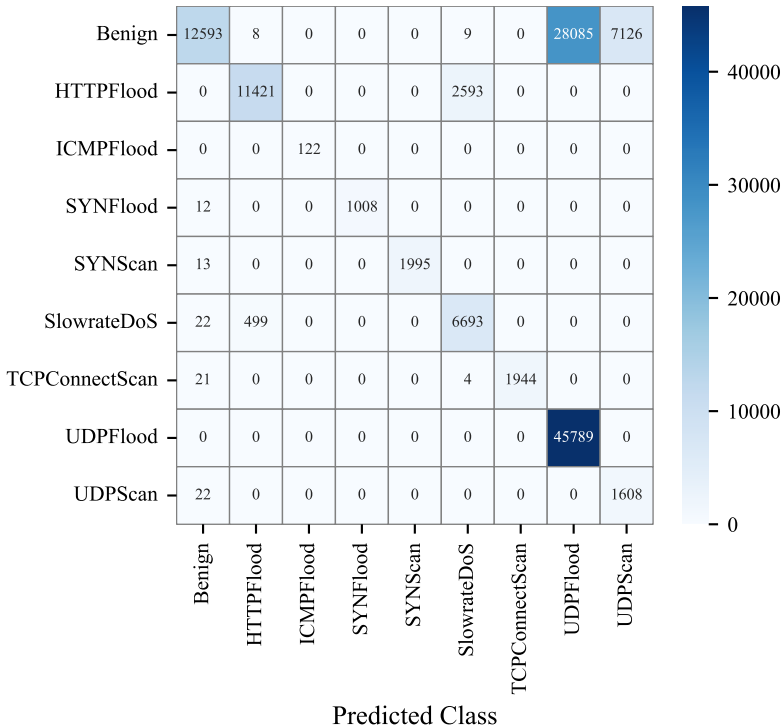 Benign 12593 8 0 0 0 9 0 28085 7126
HTTPFlood 0 11421 0 0 0 2593 0 0 0
ICMPFlood 0 0 122 0 0 0 0 0 0
SYNFlood 12 0 0 1008 0 0 0 0 0
SYNScan 13 0 0 0 1995 0 0 0 0
SlowrateDoS 22 499 0 0 0 6693 0 0 0
TCPConnectScan 21 0 0 0 0 4 1944 0 0
UDPFlood 0 0 0 0 0 0 0 45789 0
UDPScan 22 0 0 0 0 0 0 0 1608
Benign
HTTPFlood
ICMPFlood
SYNFlood
SYNScan
SlowrateDoS
TCPConnectScan
UDPFlood
UDPScan
Predicted Class
40000
30000
20000
10000
0